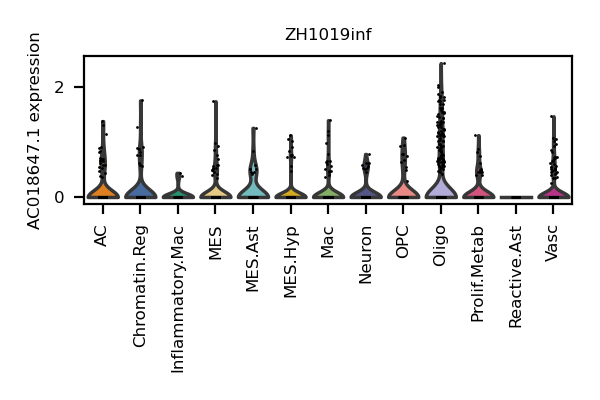 ZH1019inf
AC018647.1 expression
2
0
AC
Chromatin.Reg
Inflammatory.Mac
MES
MES.Ast
MES.Hyp
Mac
Neuron
OPC
Oligo
Prolif.Metab
Reactive.Ast
Vasc